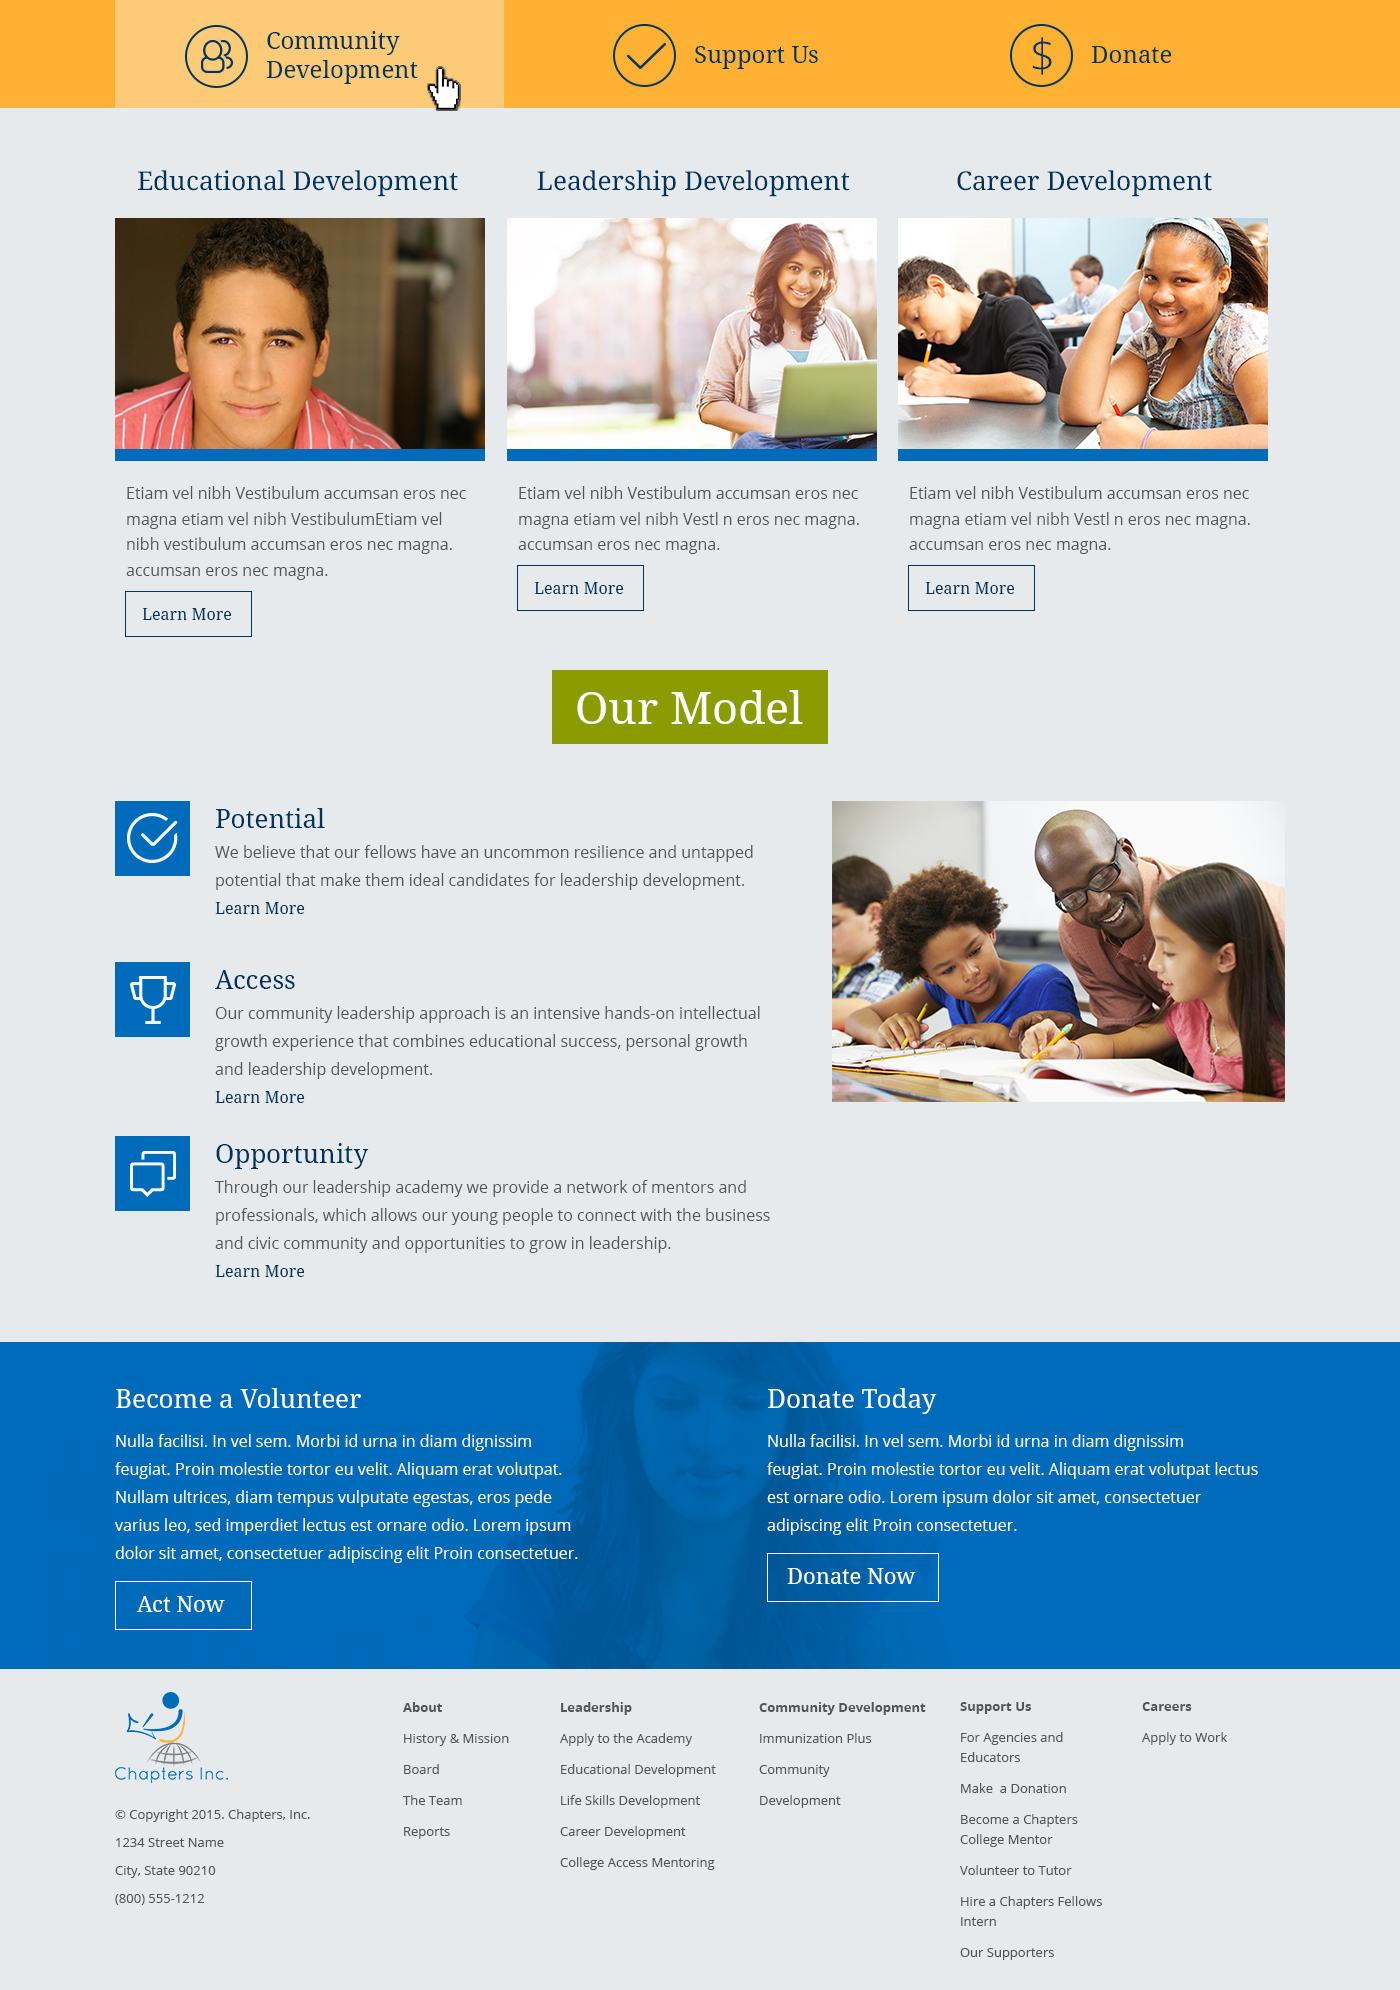 Community
Development
Support Us
Donate
Educational Development
Leadership Development
Career Development
Etiam vel nibh Vestibulum accumsan eros nec
magna etiam vel nibh VestibulumEtiam vel
nibh vestibulum accumsan eros nec magna.
accumsan eros nec magna.
Learn More
Etiam vel nibh Vestibulum accumsan eros nec
magna etiam vel nibh Vestl n eros nec magna.
accumsan eros nec magna.
Learn More
Etiam vel nibh Vestibulum accumsan eros nec
magna etiam vel nibh Vestl n eros nec magna.
accumsan eros nec magna.
Learn More
Our Model
Potential
We believe that our fellows have an uncommon resilience and untapped
potential that make them ideal candidates for leadership development.
Learn More
Access
Our community leadership approach is an intensive hands-on intellectual
growth experience that combines educational success, personal growth
and leadership development.
Learn More
Opportunity
Through our leadership academy we provide a network of mentors and
professionals, which allows our young people to connect with the business
and civic community and opportunities to grow in leadership.
Learn More
Become a Volunteer
Nulla facilisi. In vel sem. Morbi id urna in diam dignissim
feugiat. Proin molestie tortor eu velit. Aliquam erat volutpat.
Nullam ultrices, diam tempus vulputate egestas, eros pede
varius leo, sed imperdiet lectus est ornare odio. Lorem ipsum
dolor sit amet, consectetuer adipiscing elit Proin consectetuer.
Act Now
Donate Today
Nulla facilisi. In vel sem. Morbi id urna in diam dignissim
feugiat. Proin molestie tortor eu velit. Aliquam erat volutpat lectus
est ornare odio. Lorem ipsum dolor sit amet, consectetuer
adipiscing elit Proin consectetuer.
Donate Now
Chapters Inc.
© Copyright 2015. Chapters, Inc.
1234 Street Name
City, State 90210
(800) 555-1212
About
History & Mission
Board
The Team
Reports
Leadership
Apply to the Academy
Educational Development
Life Skills Development
Career Development
College Access Mentoring
Community Development
Immunization Plus
Community
Development
Support Us
For Agencies and
Educators
Make  a Donation
Become a Chapters
College Mentor
Volunteer to Tutor
Hire a Chapters Fellows
Intern
Our Supporters
Careers
Apply to Work